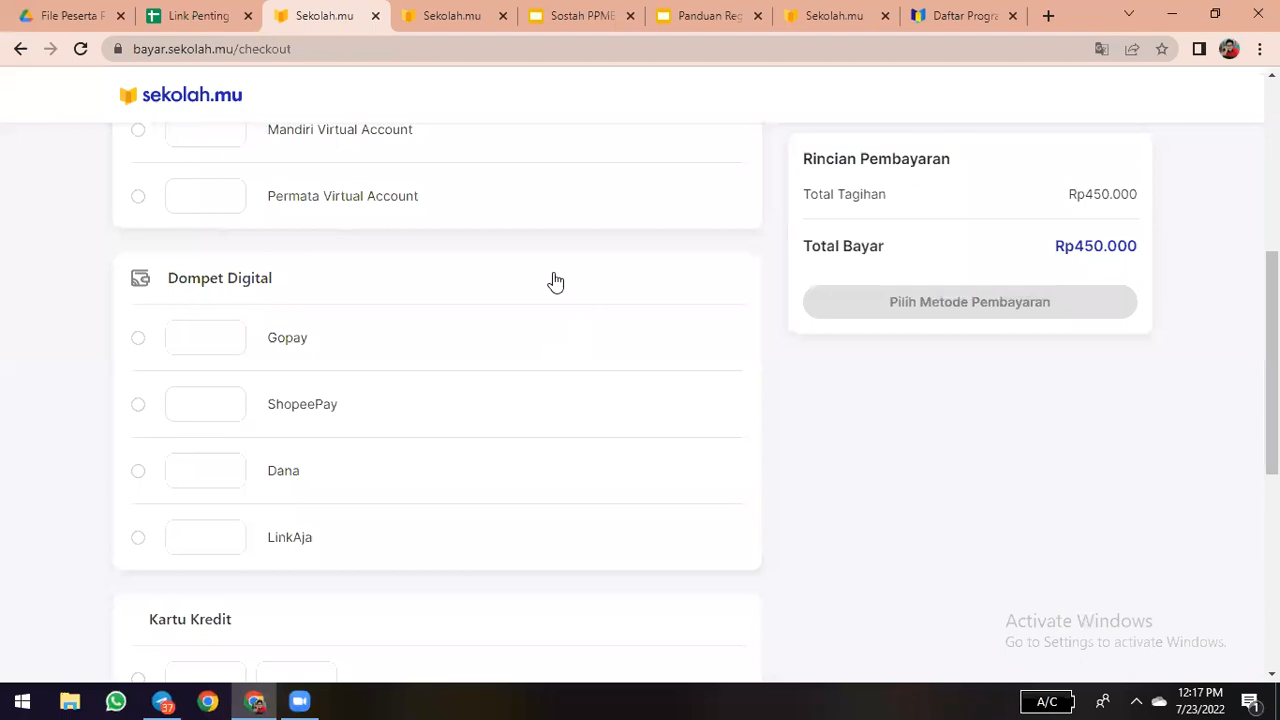 File Peserta P
Link Penting
Sekolah.mu
Sekolah.mu
Sostah PPMB
Panduan Reg
Sekolah.mu
Daftar Progra
bayar.sekolah.mu/checkout
sekolah.mu
Mandiri Virtual Account
Permata Virtual Account
Dompet Digital
Gopay
ShopeePay
Dana
LinkAja
Kartu Kredit
Rincian Pembayaran
Total Tagihan Rp450.000
Total Bayar Rp450.000
Pilih Metode Pembayaran
Activate Windows
Go to Settings to activate Windows.
37
A/C
12:17 PM
7/23/2022
1